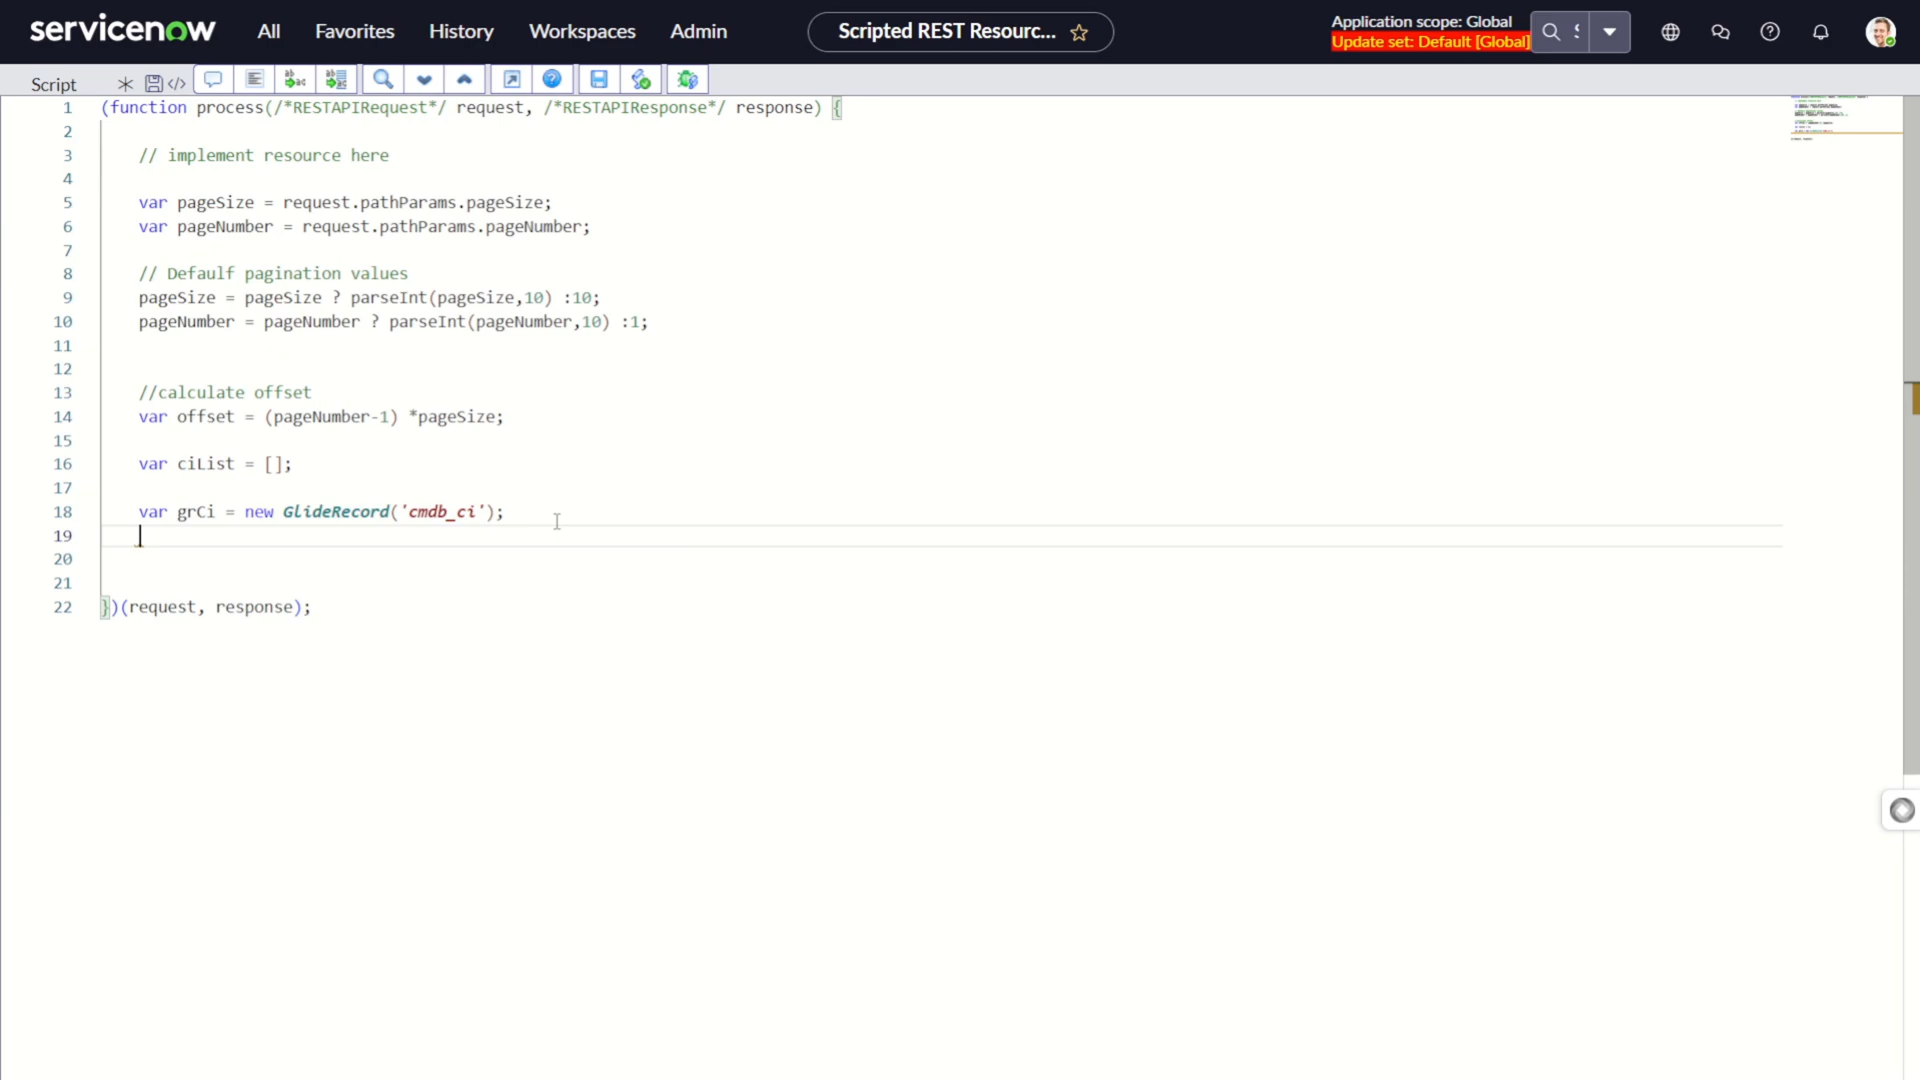 servicenow All Favorites History Workspaces Admin Scripted REST Resourc... Application scope: Global
Update set: Default [Global]
Script
1 (function process(/*RESTAPIRequest*/ request, /*RESTAPIResponse*/ response) {
2
3 // implement resource here
4
5 var pageSize = request.pathParams.pageSize;
6 var pageNumber = request.pathParams.pageNumber;
7
8 // Defaulf pagination values
9 pageSize = pageSize ? parseInt(pageSize,10) :10;
10 pageNumber = pageNumber ? parseInt(pageNumber,10) :1;
11
12
13 //calculate offset
14 var offset = (pageNumber-1) *pageSize;
15
16 var ciList = [];
17
18 var grCi = new GlideRecord('cmdb_ci');
19
20
21
22 })(request, response);